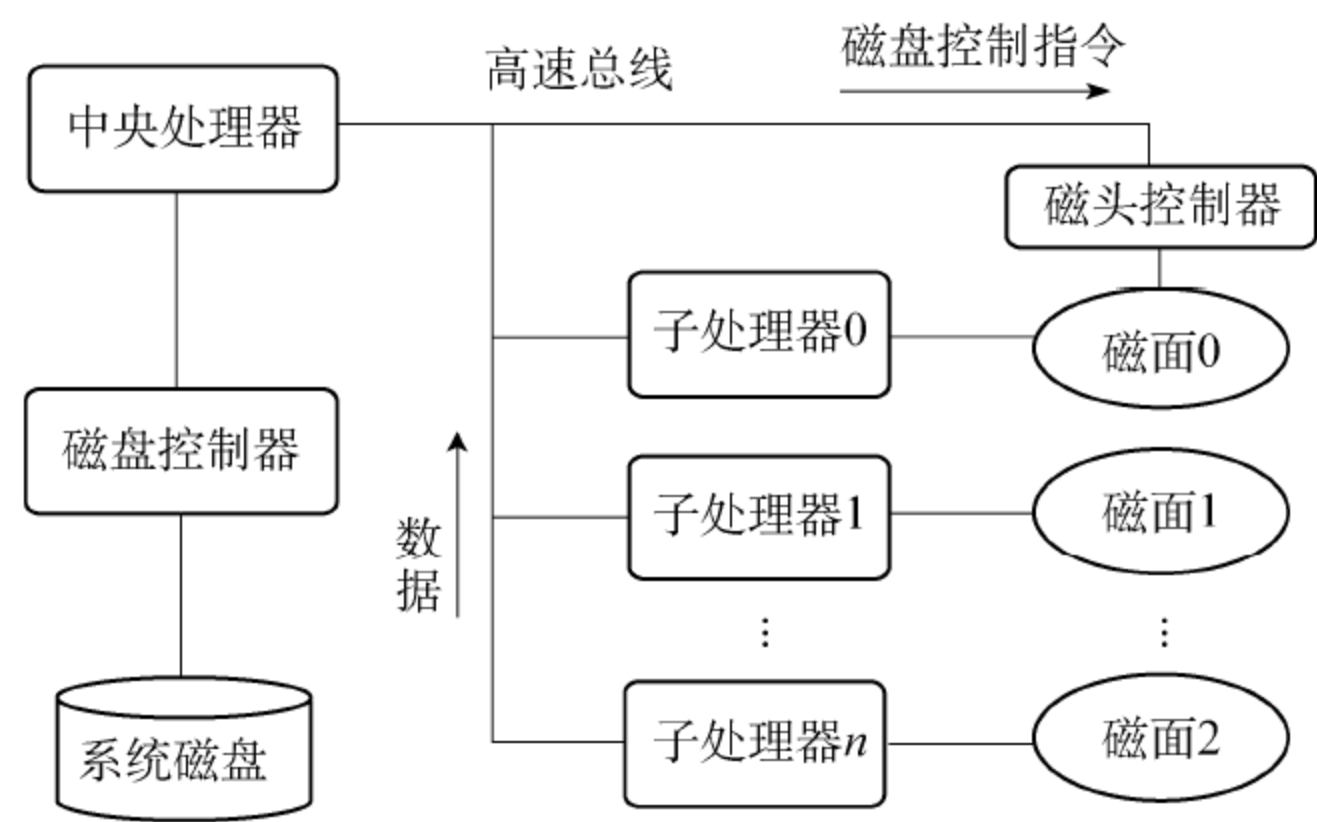 高速总线
磁盘控制指令
中央处理器
磁头控制器
子处理器0
磁面0
磁盘控制器
子处理器1
磁面1
数据
⋮
⋮
子处理器n
磁面2
系统磁盘